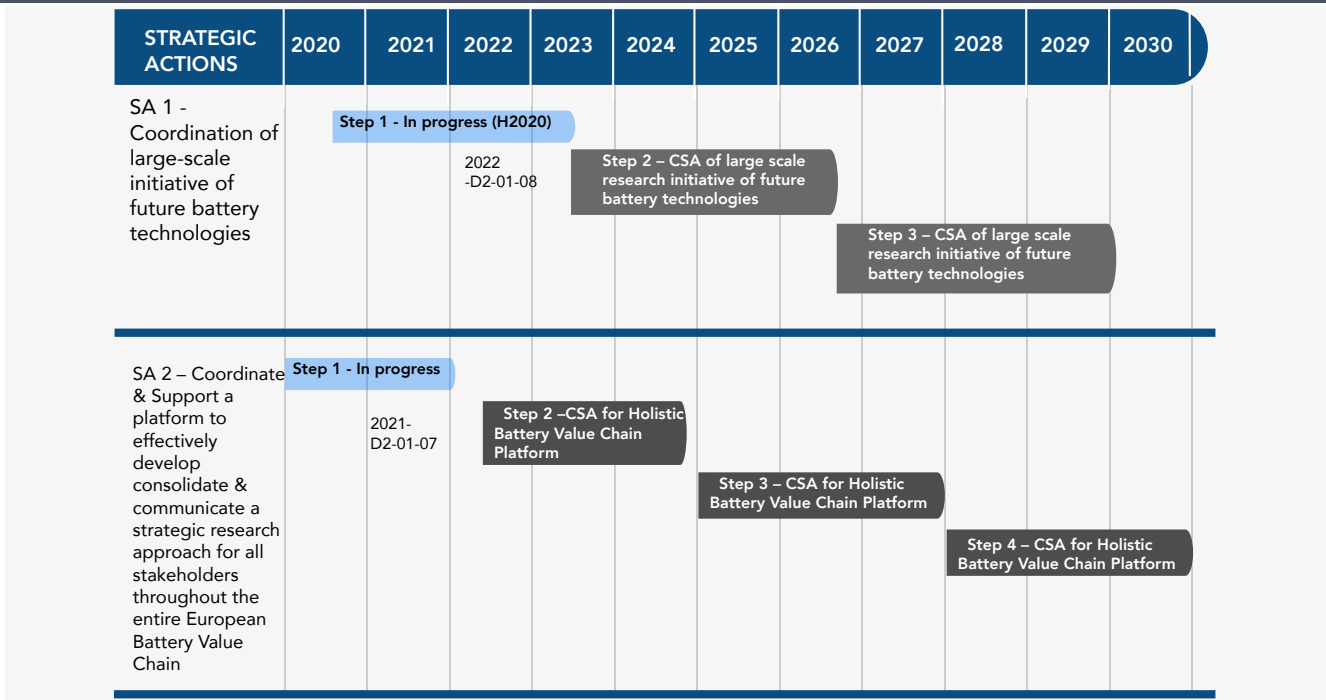 STRATEGIC
ACTIONS
2020
2021
2022
2023
2024
2025
2026
2027
2028
2029
2030
SA 1 -
Coordination of
large-scale
initiative of
future battery
technologies
Step 1 - In progress (H2020)
2022
-D2-01-08
Step 2 – CSA of large scale
research initiative of future
battery technologies
Step 3 – CSA of large scale
research initiative of future
battery technologies
SA 2 – Coordinate
& Support a
platform to
effectively
develop
consolidate &
communicate a
strategic research
approach for all
stakeholders
throughout the
entire European
Battery Value
Chain
Step 1 - In progress
2021-
D2-01-07
Step 2 –CSA for Holistic
Battery Value Chain
Platform
Step 3 – CSA for Holistic
Battery Value Chain Platform
Step 4 – CSA for Holistic
Battery Value Chain Platform